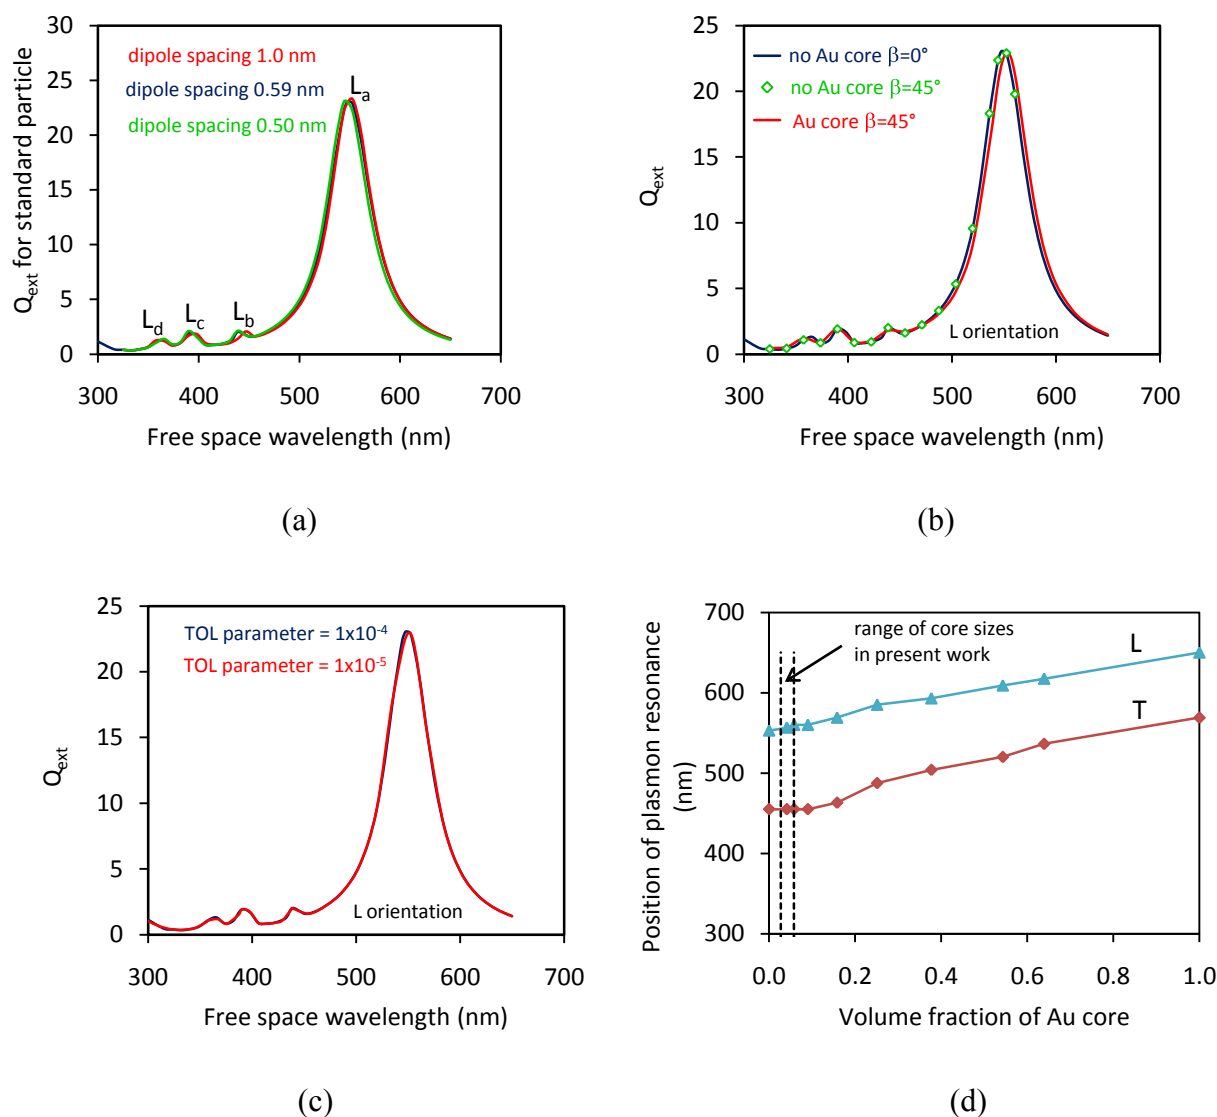 30
25
20
15
10
5
0
Q_ext for standard particle
dipole spacing 1.0 nm
dipole spacing 0.59 nm
dipole spacing 0.50 nm
L_a
L_b
L_c
L_d
300 400 500 600 700
Free space wavelength (nm)
(a)
25
20
15
10
5
0
Q_ext
no Au core β=0°
no Au core β=45°
Au core β=45°
L orientation
300 400 500 600 700
Free space wavelength (nm)
(b)
25
20
15
10
5
0
Q_ext
TOL parameter = 1x10^-4
TOL parameter = 1x10^-5
L orientation
300 400 500 600 700
Free space wavelength (nm)
(c)
700
600
500
400
300
Position of plasmon resonance
(nm)
range of core sizes
in present work
L
T
0.0 0.2 0.4 0.6 0.8 1.0
Volume fraction of Au core
(d)